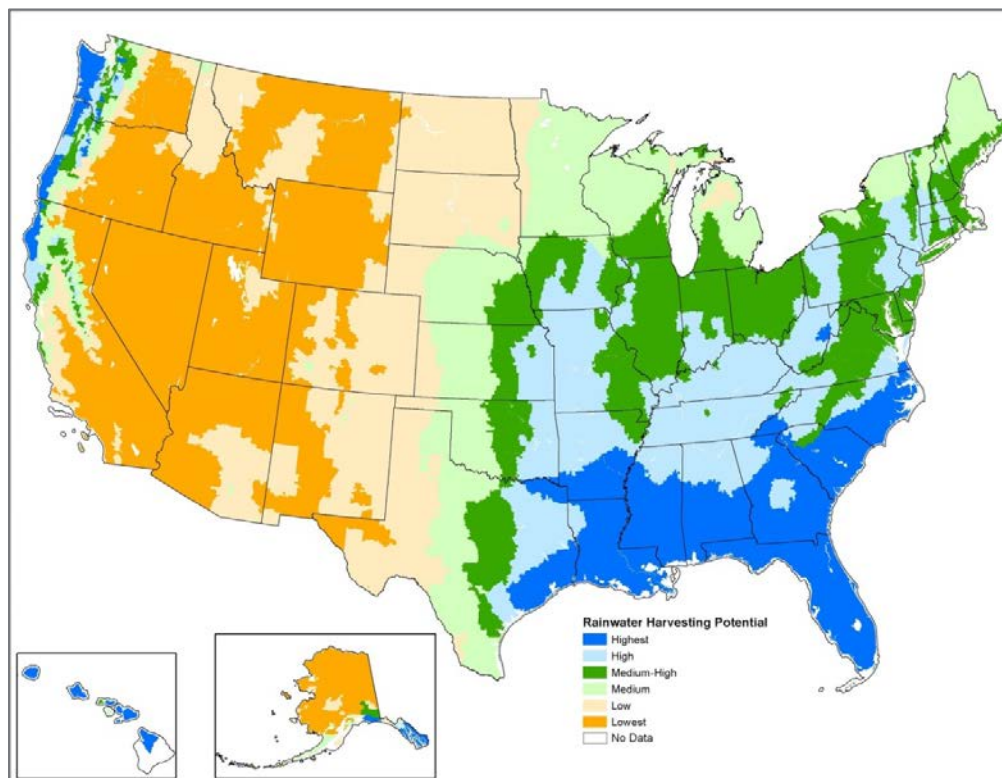 Rainwater Harvesting Potential
Highest
High
Medium-High
Medium
Low
Lowest
No Data